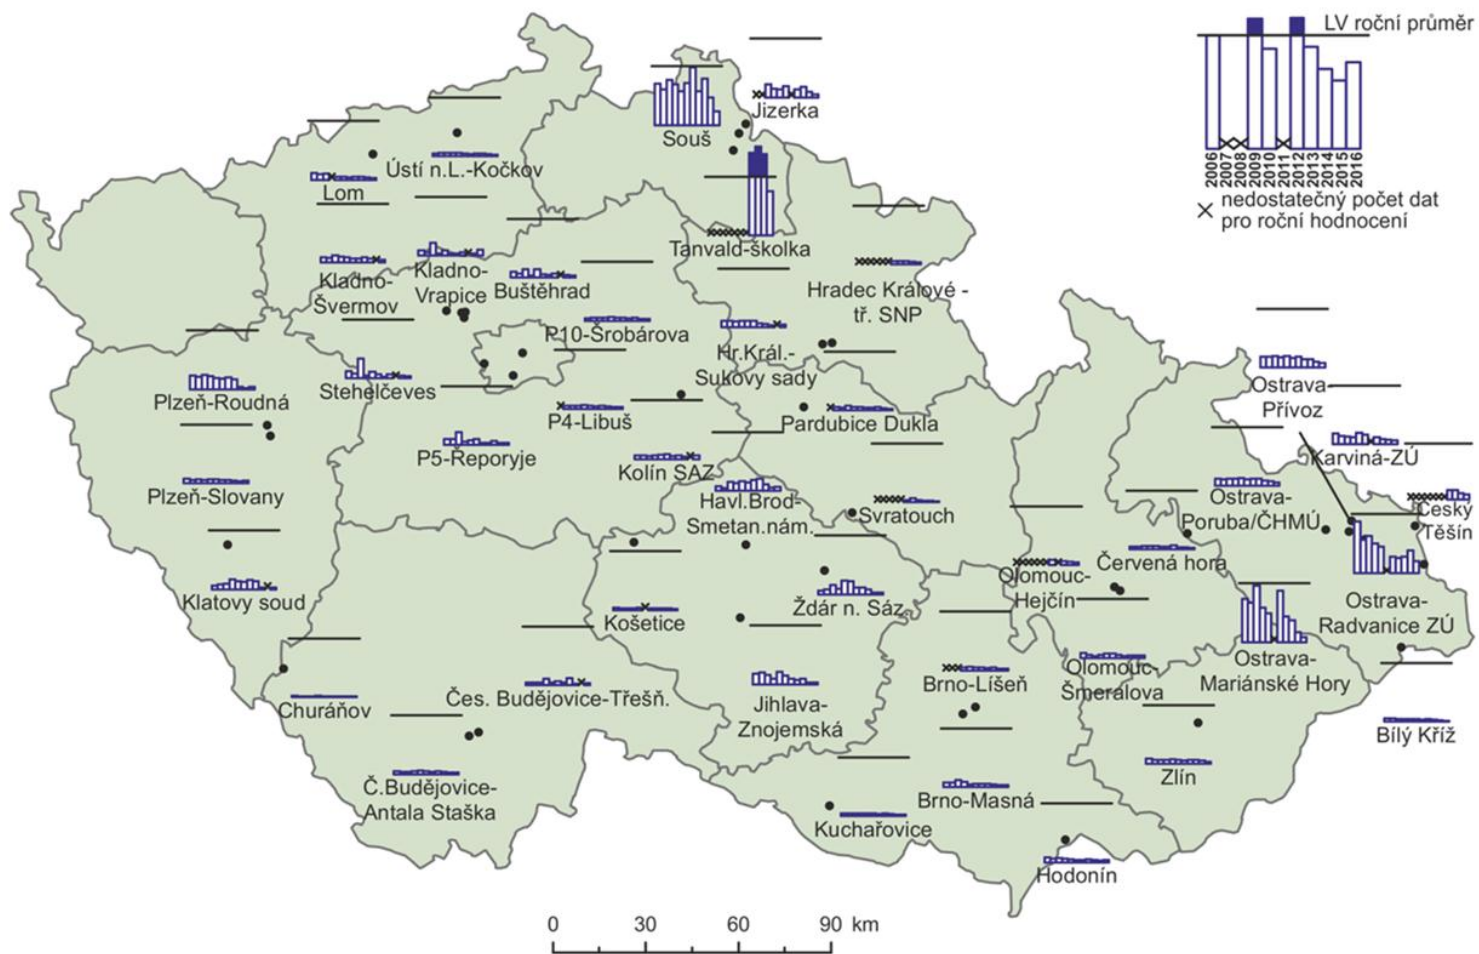 LV roční průměr
2006
2007
2008
2009
2010
2011
2012
2013
2014
2015
2016
× nedostatečný počet dat
pro roční hodnocení
Souš
Jizerka
Ústí n.L.-Kočkov
Lom
Tanvald-školka
Kladno-
Švermov
Kladno-
Vrapice
Buštěhrad
Hradec Králové -
tř. SNP
P10-Šrobárova
Hr.Král.-
Sukovy sady
Stehelčeves
Plzeň-Roudná
P4-Libuš
Pardubice Dukla
Ostrava-
Přívoz
P5-Řeporyje
Kolín SAZ
Karviná-ZÚ
Plzeň-Slovany
Havl.Brod-
Smetan.nám.
Svratouch
Ostrava-
Poruba/ČHMÚ
Český
Těšín
Červená hora
Olomouc-
Hejčín
Klatovy soud
Košetice
Ždár n. Sáz.
Ostrava-
Radvanice ZÚ
Ostrava-
Mariánské Hory
Churáňov
Čes. Budějovice-Třešň.
Jihlava-
Znojemská
Brno-Líšeň
Olomouc-
Šmeralova
Bílý Kříž
Č.Budějovice-
Antala Staška
Zlín
Brno-Masná
Kuchařovice
Hodonín
0 30 60 90 km